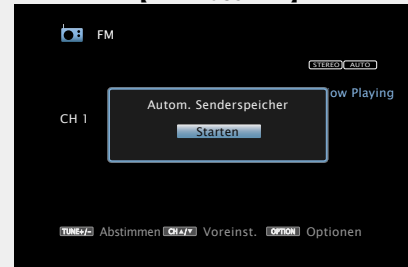 FM
STEREO AUTO
ow Playing
Autom. Senderspeicher
CH 1
Starten
TUNE+/- Abstimmen CH▲/▼ Voreinst. OPTION Optionen